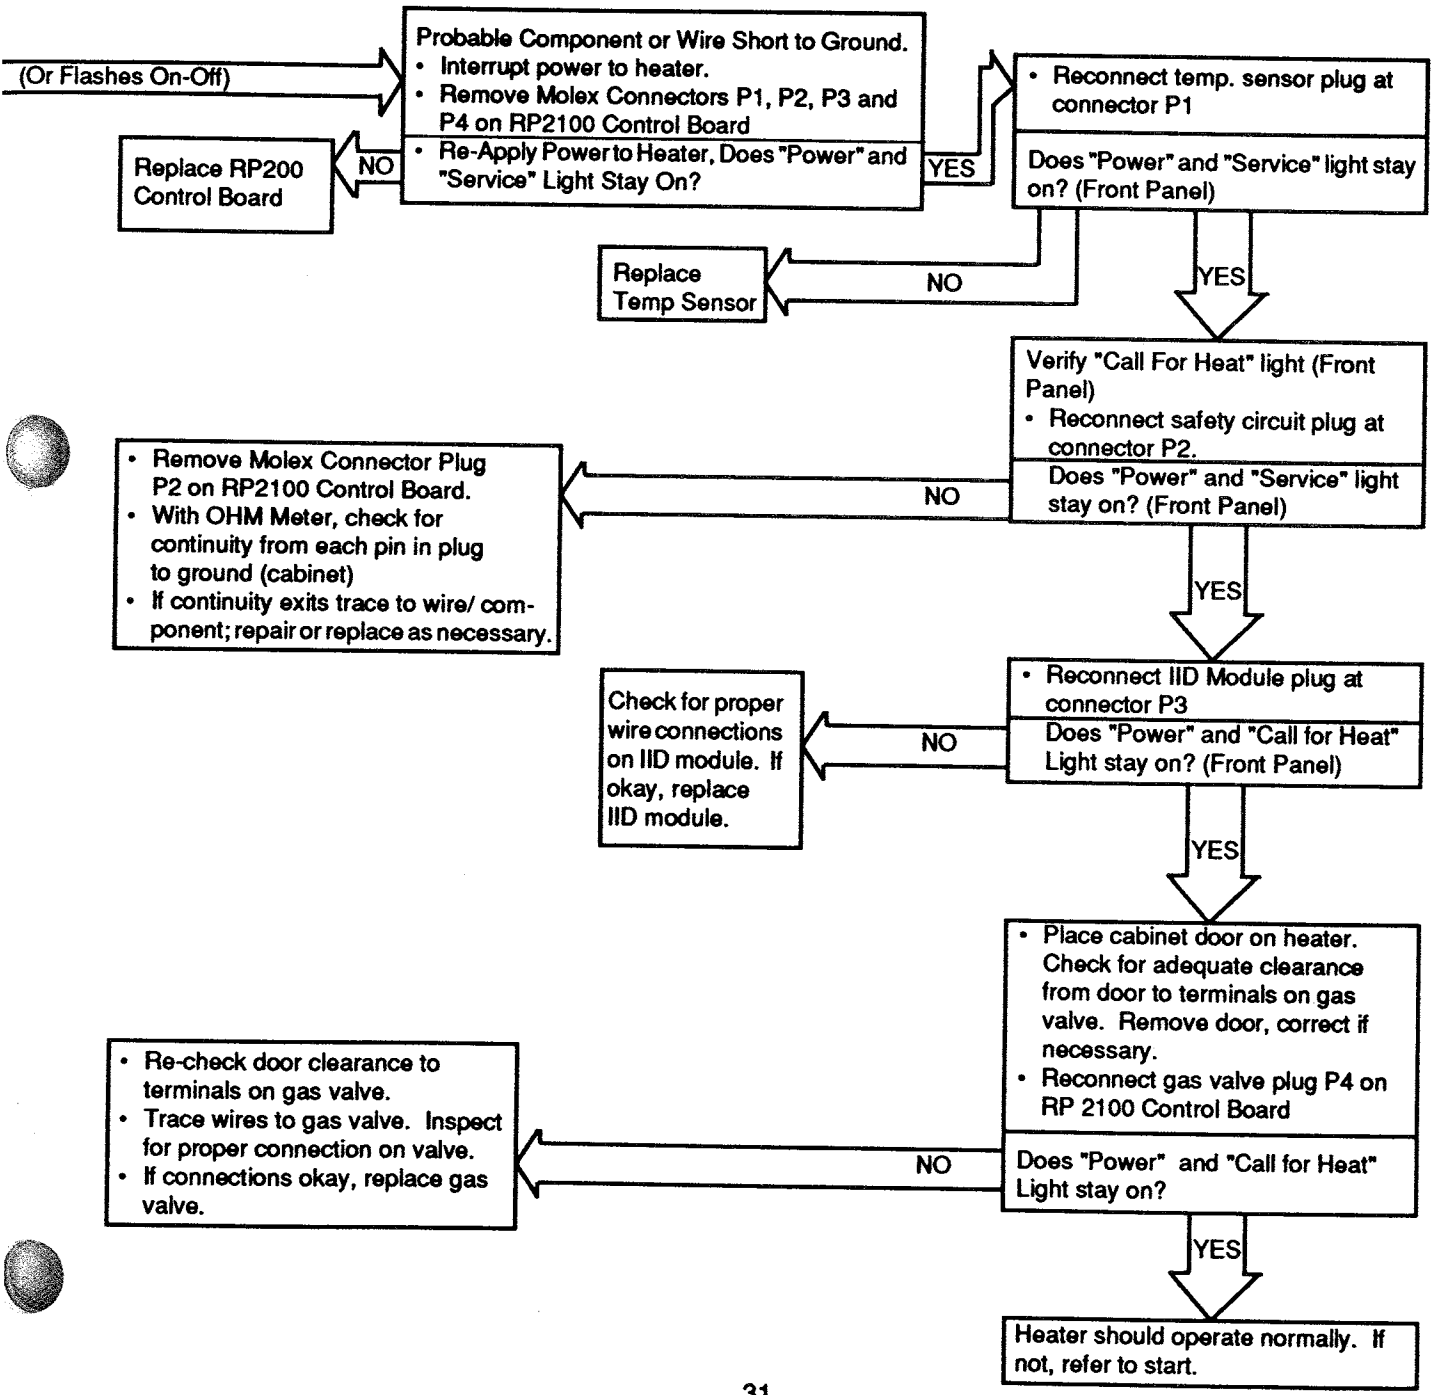 (Or Flashes On-Off)
Probable Component or Wire Short to Ground.
• Interrupt power to heater.
• Remove Molex Connectors P1, P2, P3 and
P4 on RP2100 Control Board
• Re-Apply Power to Heater, Does "Power" and
"Service" Light Stay On?
NO
Replace RP200
Control Board
YES
• Reconnect temp. sensor plug at
connector P1
Does "Power" and "Service" light stay
on? (Front Panel)
NO
Replace
Temp Sensor
YES
Verify "Call For Heat" light (Front
Panel)
• Reconnect safety circuit plug at
connector P2.
Does "Power" and "Service" light
stay on? (Front Panel)
NO
• Remove Molex Connector Plug
P2 on RP2100 Control Board.
• With OHM Meter, check for
continuity from each pin in plug
to ground (cabinet)
• If continuity exits trace to wire/ com-
ponent; repair or replace as necessary.
YES
• Reconnect IID Module plug at
connector P3
Does "Power" and "Call for Heat"
Light stay on? (Front Panel)
NO
Check for proper
wire connections
on IID module. If
okay, replace
IID module.
YES
• Place cabinet door on heater.
Check for adequate clearance
from door to terminals on gas
valve. Remove door, correct if
necessary.
• Reconnect gas valve plug P4 on
RP 2100 Control Board
Does "Power" and "Call for Heat"
Light stay on?
NO
• Re-check door clearance to
terminals on gas valve.
• Trace wires to gas valve. Inspect
for proper connection on valve.
• If connections okay, replace gas
valve.
YES
Heater should operate normally. If
not, refer to start.
31